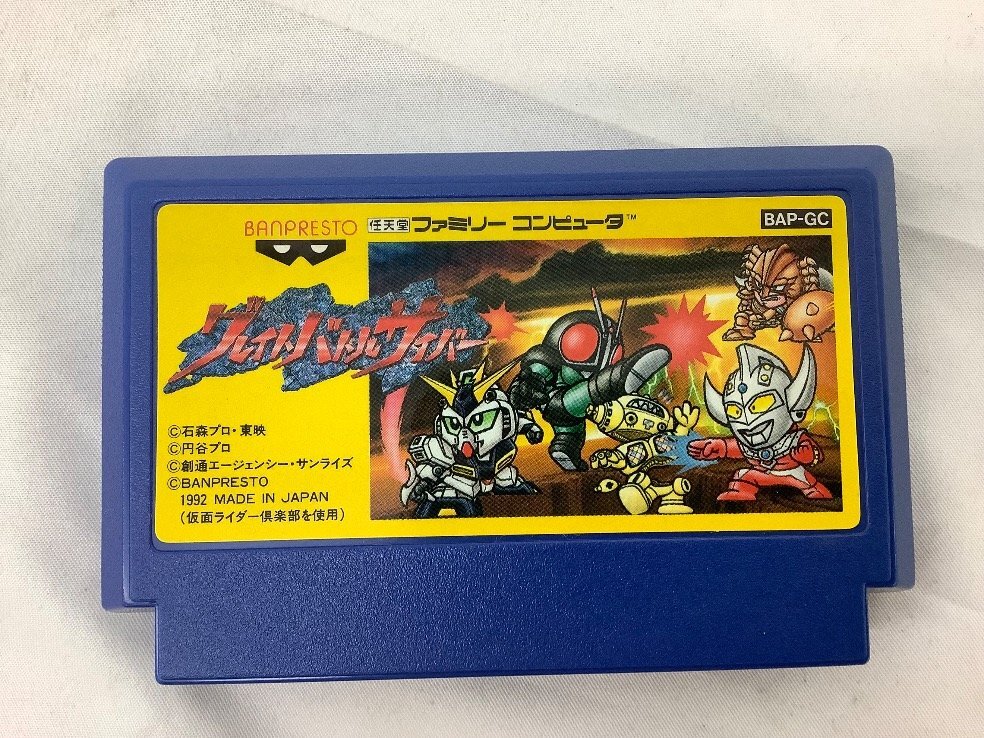 BANPRESTO
任天堂 ファミリー コンピュータ™
BAP-GC
グレイトバトルサイバー
©石森プロ・東映
©円谷プロ
©創通エージェンシー・サンライズ
©BANPRESTO
1992 MADE IN JAPAN
(仮面ライダー倶楽部を使用)